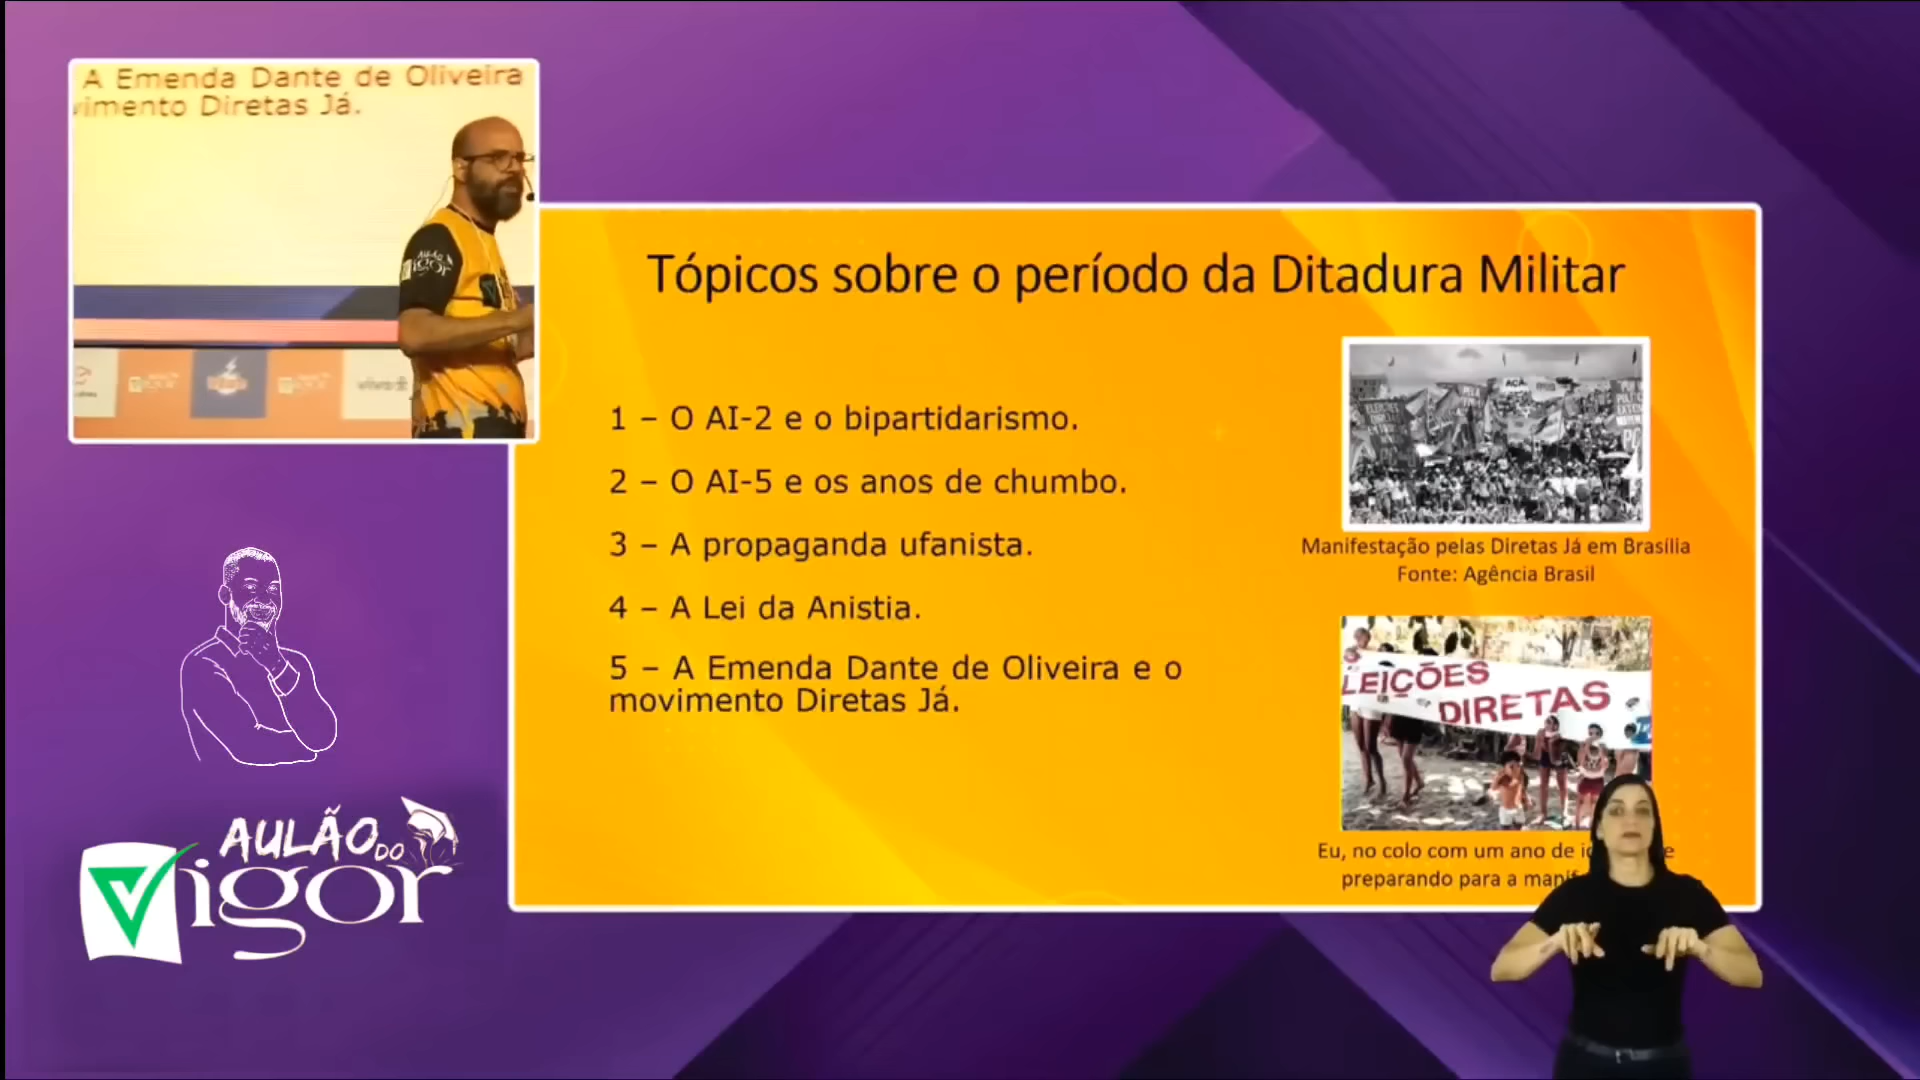 A Emenda Dante de Oliveira
vimento Diretas Já.
Tópicos sobre o período da Ditadura Militar
1 – O AI-2 e o bipartidarismo.
2 – O AI-5 e os anos de chumbo.
3 – A propaganda ufanista.
4 – A Lei da Anistia.
5 – A Emenda Dante de Oliveira e o
movimento Diretas Já.
Manifestação pelas Diretas Já em Brasília
Fonte: Agência Brasil
LEIÇÕES
DIRETAS
Eu, no colo com um ano de
preparando para a
AULÃO DO
Vigor